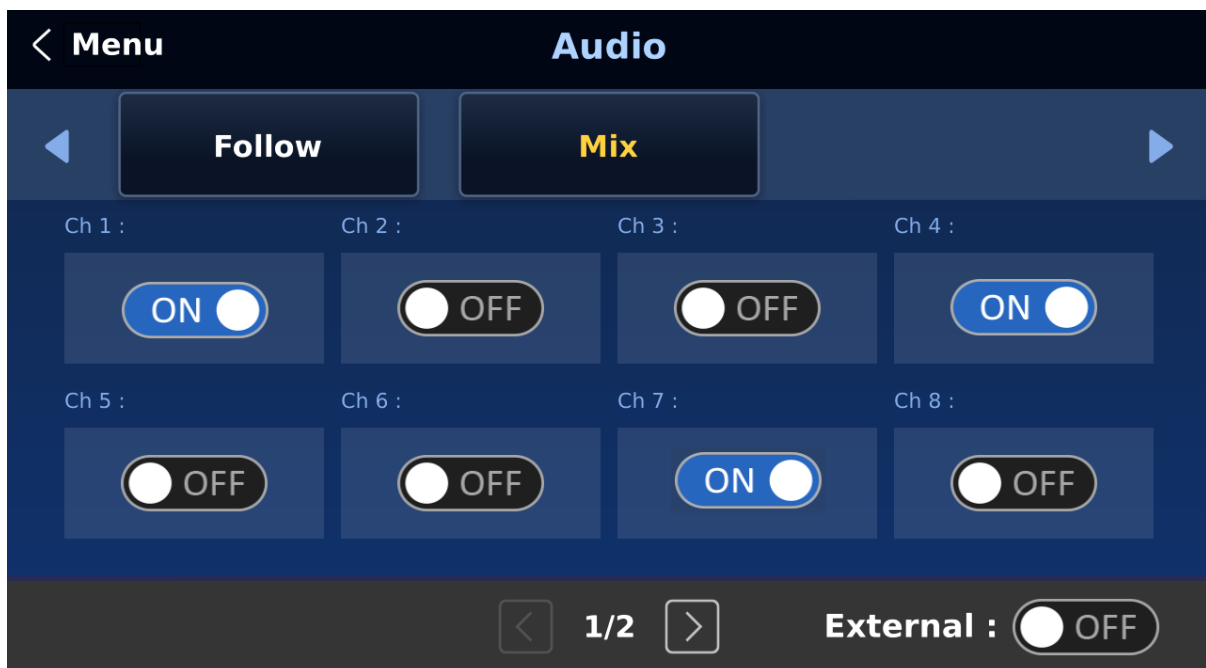 Menu
Audio
Follow
Mix
Ch 1 :
Ch 2 :
Ch 3 :
Ch 4 :
ON
OFF
OFF
ON
Ch 5 :
Ch 6 :
Ch 7 :
Ch 8 :
OFF
OFF
ON
OFF
1/2
External : OFF